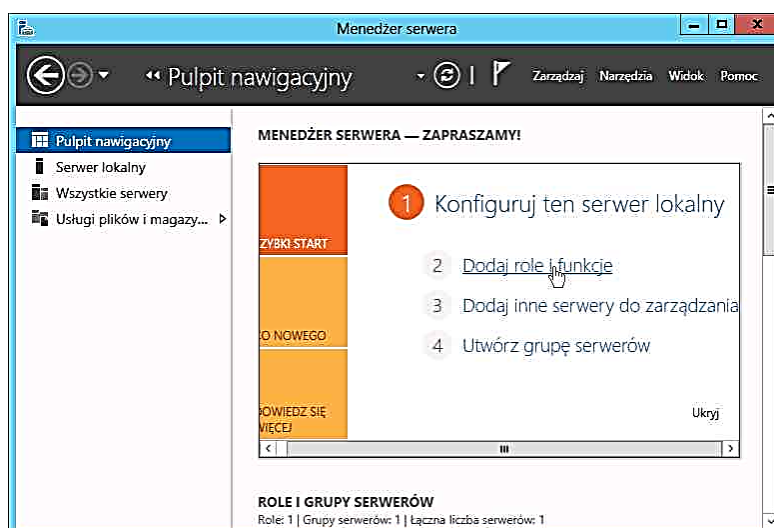 Menedżer serwera
Pulpit nawigacyjny
Zarządzaj Narzędzia Widok Pomoc
Pulpit nawigacyjny
Serwer lokalny
Wszystkie serwery
Usługi plików i magazy...
MENEDŻER SERWERA — ZAPRASZAMY!
1 Konfiguruj ten serwer lokalny
ZYBKI START
2 Dodaj role i funkcje
3 Dodaj inne serwery do zarządzania
O NOWEGO
4 Utwórz grupę serwerów
OWIEDZ SIĘ
WIĘCEJ
Ukryj
ROLE I GRUPY SERWERÓW
Role: 1 | Grupy serwerów: 1 | Łączna liczba serwerów: 1